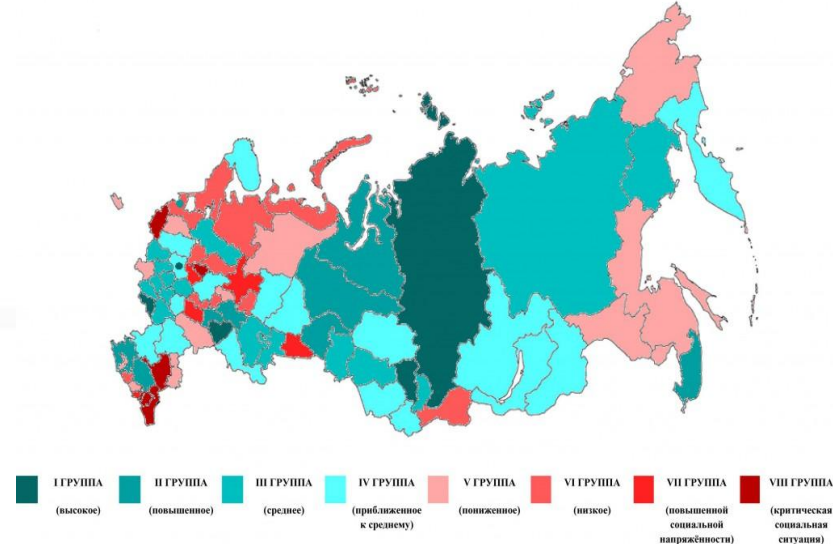 I ГРУППА
(высокое)
II ГРУППА
(повышенное)
III ГРУППА
(среднее)
IV ГРУППА
(приближенное
к среднему)
V ГРУППА
(пониженное)
VI ГРУППА
(низкое)
VII ГРУППА
(повышенной
социальной
напряжённости)
VIII ГРУППА
(критическая
социальная
ситуация)